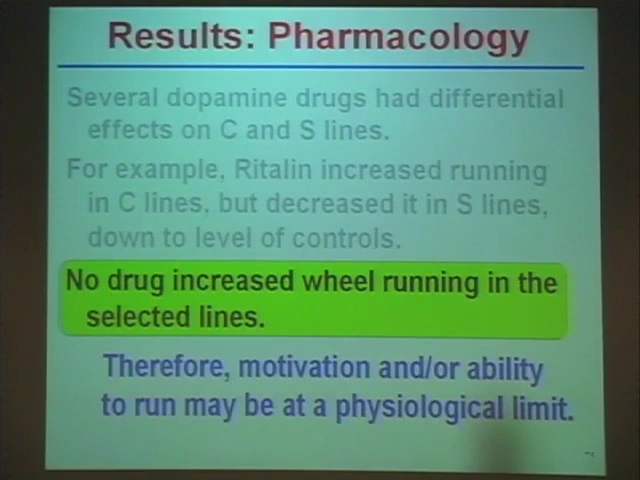 Results: Pharmacology
Several dopamine drugs had differential
effects on C and S lines.
For example, Ritalin increased running
in C lines, but decreased it in S lines,
down to level of controls.
No drug increased wheel running in the
selected lines.
Therefore, motivation and/or ability
to run may be at a physiological limit.